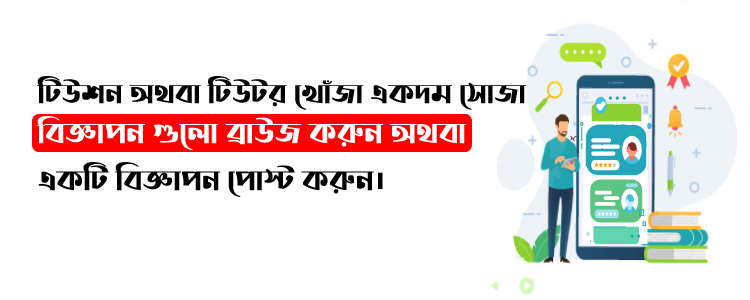 টিউশন অথবা টিউটর খোঁজা একদম সোজা
বিজ্ঞাপন গুলো ব্রাউজ করুন অথবা
একটি বিজ্ঞাপন পোস্ট করুন।